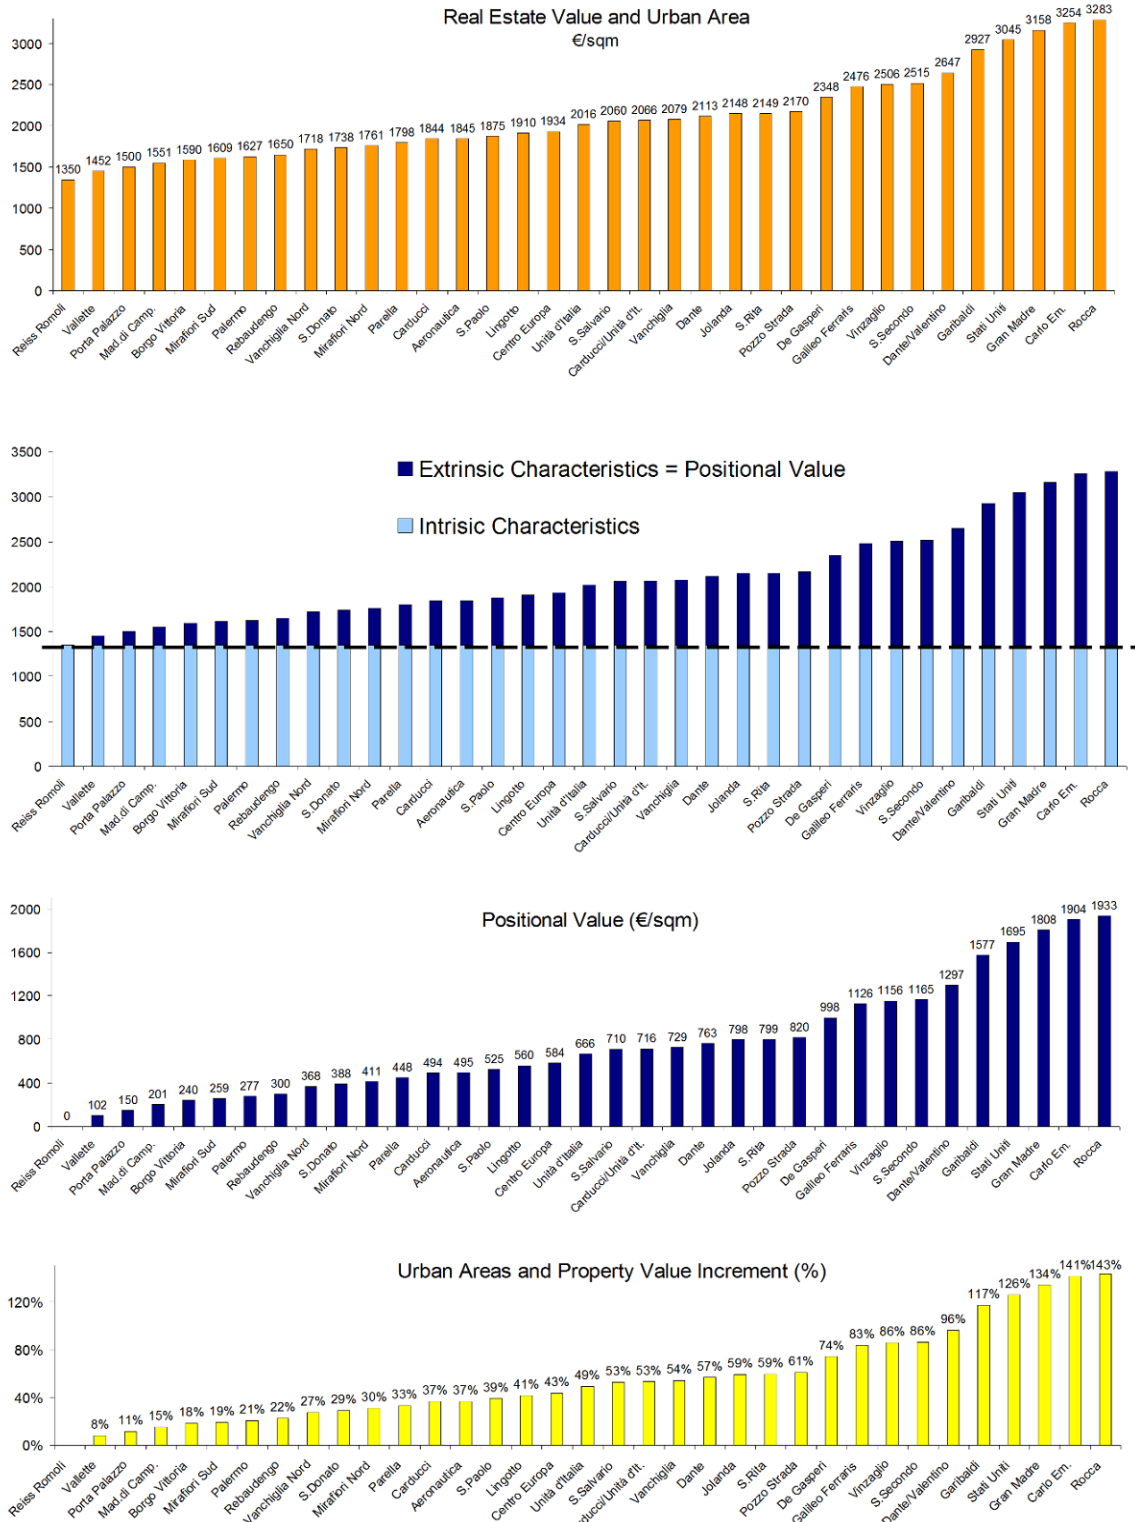 Real Estate Value and Urban Area
€/sqm
3000
2500
2000
1500
1000
500
0
1350 1452 1500 1551 1590 1609 1627 1650 1718 1738 1761 1798 1844 1845 1875 1910 1934 2016 2060 2066 2079 2113 2148 2149 2170 2348 2476 2506 2515 2647 2927 3045 3158 3254 3283
Reiss Romoli
Vallette
Porta Palazzo
Mad.di Camp.
Borgo Vittoria
Mirafiori Sud
Palermo
Rebaudengo
Vanchiglia Nord
S.Donato
Mirafiori Nord
Parella
Carducci
Aeronautica
S.Paolo
Lingotto
Centro Europa
Unità d'Italia
S.Salvario
Carducci/Unità d'It.
Vanchiglia
Dante
Jolanda
S.Rita
Pozzo Strada
De Gasperi
Galileo Ferraris
Vinzaglio
S.Secondo
Dante/Valentino
Garibaldi
Stati Uniti
Gran Madre
Carlo Em.
Rocca
Extrinsic Characteristics = Positional Value
Intrisic Characteristics
3500
3000
2500
2000
1500
1000
500
0
Reiss Romoli
Vallette
Porta Palazzo
Mad.di Camp.
Borgo Vittoria
Mirafiori Sud
Palermo
Rebaudengo
Vanchiglia Nord
S.Donato
Mirafiori Nord
Parella
Carducci
Aeronautica
S.Paolo
Lingotto
Centro Europa
Unità d'Italia
S.Salvario
Carducci/Unità d'It.
Vanchiglia
Dante
Jolanda
S.Rita
Pozzo Strada
De Gasperi
Galileo Ferraris
Vinzaglio
S.Secondo
Dante/Valentino
Garibaldi
Stati Uniti
Gran Madre
Carlo Em.
Rocca
Positional Value (€/sqm)
2000
1600
1200
800
400
0
0 102 150 201 240 259 277 300 368 388 411 448 494 495 525 560 584 666 710 716 729 763 798 799 820 998 1126 1156 1165 1297 1577 1695 1808 1904 1933
Reiss Romoli
Vallette
Porta Palazzo
Mad.di Camp.
Borgo Vittoria
Mirafiori Sud
Palermo
Rebaudengo
Vanchiglia Nord
S.Donato
Mirafiori Nord
Parella
Carducci
Aeronautica
S.Paolo
Lingotto
Centro Europa
Unità d'Italia
S.Salvario
Carducci/Unità d'It.
Vanchiglia
Dante
Jolanda
S.Rita
Pozzo Strada
De Gasperi
Galileo Ferraris
Vinzaglio
S.Secondo
Dante/Valentino
Garibaldi
Stati Uniti
Gran Madre
Carlo Em.
Rocca
Urban Areas and Property Value Increment (%)
120%
80%
40%
0%
8% 11% 15% 18% 19% 21% 22% 27% 29% 30% 33% 37% 37% 39% 41% 43% 49% 53% 53% 54% 57% 59% 59% 61% 74% 83% 86% 86% 96% 117% 126% 134% 141% 143%
Reiss Romoli
Vallette
Porta Palazzo
Mad.di Camp.
Borgo Vittoria
Mirafiori Sud
Palermo
Rebaudengo
Vanchiglia Nord
S.Donato
Mirafiori Nord
Parella
Carducci
Aeronautica
S.Paolo
Lingotto
Centro Europa
Unità d'Italia
S.Salvario
rducci/Unità d'It.
Vanchiglia
Dante
Jolanda
S.Rita
Pozzo Strada
De Gasperi
Galileo Ferraris
Vinzaglio
S.Secondo
Dante/Valentino
Garibaldi
Stati Uniti
Gran Madre
Carlo Em.
Rocca